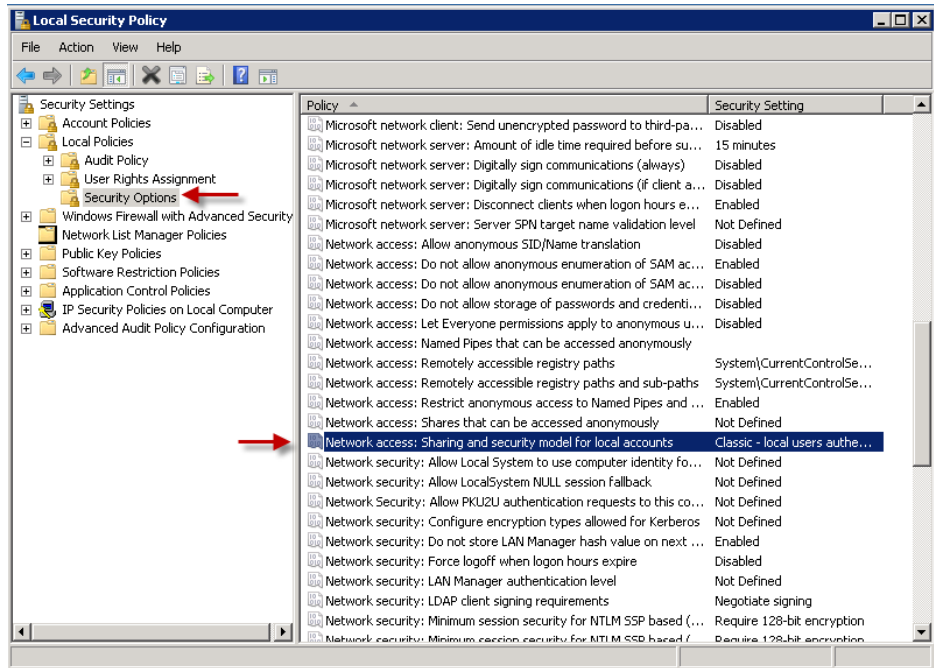 Local Security Policy
File Action View Help
Security Settings
Account Policies
Local Policies
Audit Policy
User Rights Assignment
Security Options
Windows Firewall with Advanced Security
Network List Manager Policies
Public Key Policies
Software Restriction Policies
Application Control Policies
IP Security Policies on Local Computer
Advanced Audit Policy Configuration
Policy Security Setting
Microsoft network client: Send unencrypted password to third-pa... Disabled
Microsoft network server: Amount of idle time required before su... 15 minutes
Microsoft network server: Digitally sign communications (always) Disabled
Microsoft network server: Digitally sign communications (if client a... Disabled
Microsoft network server: Disconnect clients when logon hours e... Enabled
Microsoft network server: Server SPN target name validation level Not Defined
Network access: Allow anonymous SID/Name translation Disabled
Network access: Do not allow anonymous enumeration of SAM ac... Enabled
Network access: Do not allow anonymous enumeration of SAM ac... Disabled
Network access: Do not allow storage of passwords and credenti... Disabled
Network access: Let Everyone permissions apply to anonymous u... Disabled
Network access: Named Pipes that can be accessed anonymously
Network access: Remotely accessible registry paths System\CurrentControlSe...
Network access: Remotely accessible registry paths and sub-paths System\CurrentControlSe...
Network access: Restrict anonymous access to Named Pipes and ... Enabled
Network access: Shares that can be accessed anonymously Not Defined
Network access: Sharing and security model for local accounts Classic - local users authe...
Network security: Allow Local System to use computer identity fo... Not Defined
Network security: Allow LocalSystem NULL session fallback Not Defined
Network Security: Allow PKU2U authentication requests to this co... Not Defined
Network security: Configure encryption types allowed for Kerberos Not Defined
Network security: Do not store LAN Manager hash value on next ... Enabled
Network security: Force logoff when logon hours expire Disabled
Network security: LAN Manager authentication level Not Defined
Network security: LDAP client signing requirements Negotiate signing
Network security: Minimum session security for NTLM SSP based (... Require 128-bit encryption
Network security: Minimum session security for NTLM SSP based (... Require 128-bit encryption